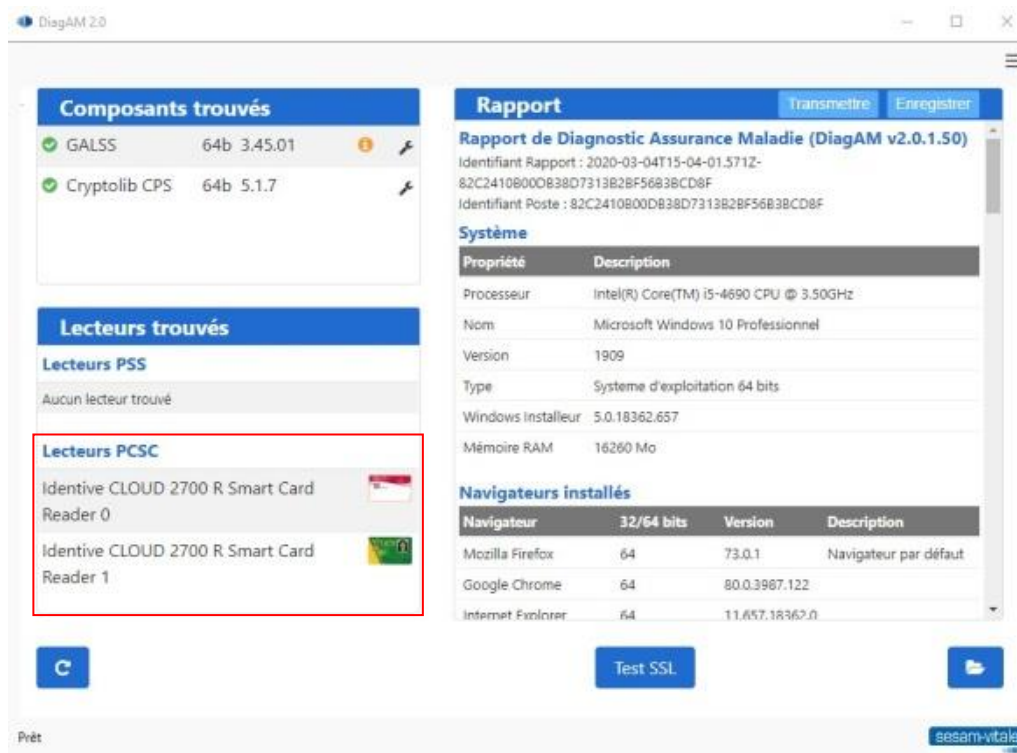 DiagAM 2.0
Composants trouvés
GALSS 64b 3.45.01
Cryptolib CPS 64b 5.1.7
Lecteurs trouvés
Lecteurs PSS
Aucun lecteur trouvé
Lecteurs PCSC
Identive CLOUD 2700 R Smart Card
Reader 0
Identive CLOUD 2700 R Smart Card
Reader 1
Rapport Transmettre Enregistrer
Rapport de Diagnostic Assurance Maladie (DiagAM v2.0.1.50)
Identifiant Rapport : 2020-03-04T15-04-01.571Z-
82C2410B00DB38D7313B2BF56B3BCD8F
Identifiant Poste : 82C2410B00DB38D7313B2BF56B3BCD8F
Système
Propriété Description
Processeur Intel(R) Core(TM) i5-4690 CPU @ 3.50GHz
Nom Microsoft Windows 10 Professionnel
Version 1909
Type Systeme d'exploitation 64 bits
Windows Installeur 5.0.18362.657
Mémoire RAM 16260 Mo
Navigateurs installés
Navigateur 32/64 bits Version Description
Mozilla Firefox 64 73.0.1 Navigateur par défaut
Google Chrome 64 80.0.3987.122
Internet Explorer 64 11.657.18362.0
Test SSL
Prêt
sesam-vitale